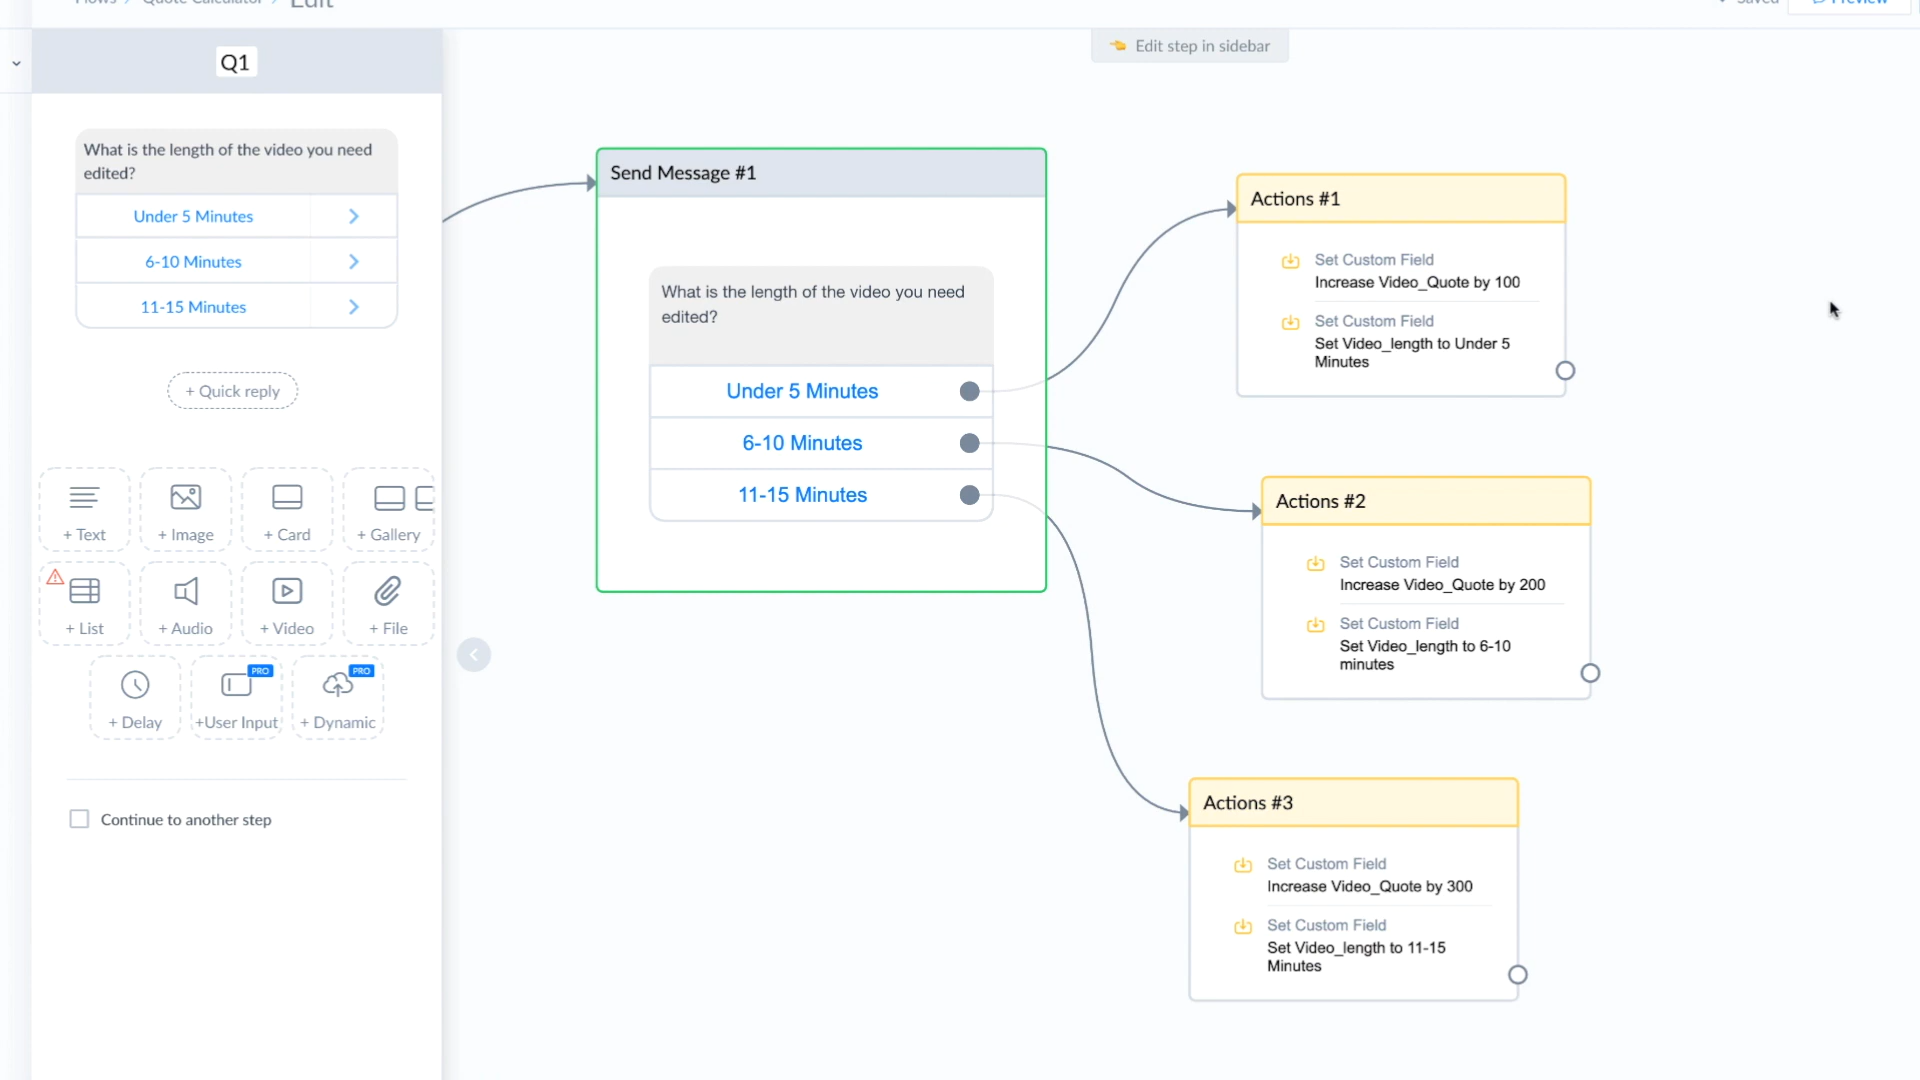 Flows / Quote Calculator / Edit
Saved
Preview
Q1
Edit step in sidebar
What is the length of the video you need
edited?
Under 5 Minutes
6-10 Minutes
11-15 Minutes
+ Quick reply
+ Text
+ Image
+ Card
+ Gallery
+ List
+ Audio
+ Video
+ File
PRO
PRO
+ Delay
+User Input
+ Dynamic
Continue to another step
Send Message #1
What is the length of the video you need
edited?
Under 5 Minutes
6-10 Minutes
11-15 Minutes
Actions #1
Set Custom Field
Increase Video_Quote by 100
Set Custom Field
Set Video_length to Under 5
Minutes
Actions #2
Set Custom Field
Increase Video_Quote by 200
Set Custom Field
Set Video_length to 6-10
minutes
Actions #3
Set Custom Field
Increase Video_Quote by 300
Set Custom Field
Set Video_length to 11-15
Minutes